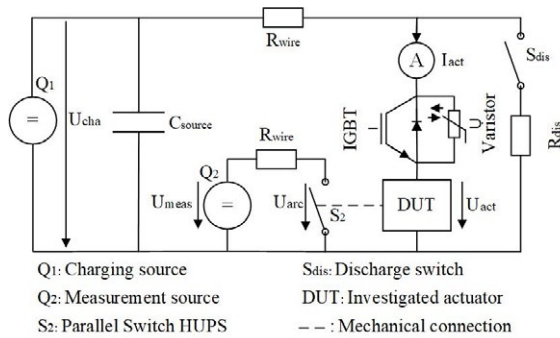 Rwire
A
Iact
Sdis
Q1
=
Ucha
Csource
IGBT
U
Varistor
Rdis
Rwire
Q2
=
Umeas
Uarc
S2
DUT
Uact
Q1: Charging source
Sdis: Discharge switch
Q2: Measurement source
DUT: Investigated actuator
S2: Parallel Switch HUPS
– – –: Mechanical connection